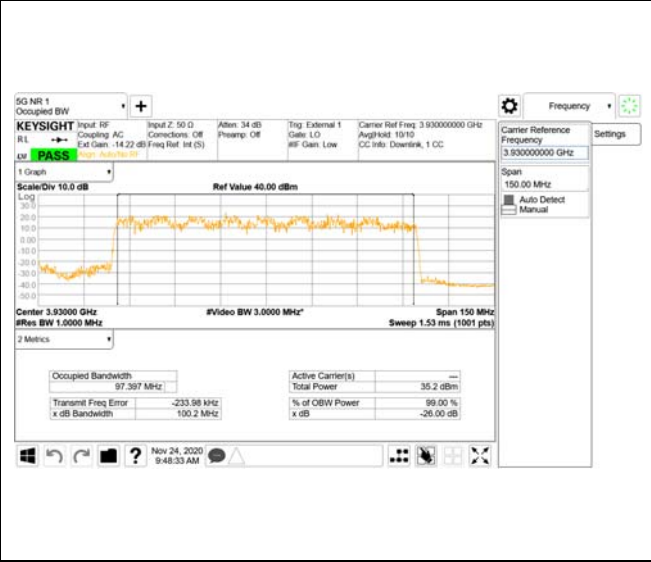 5G NR 1
Occupied BW
Frequency
KEYSIGHT
RL
PASS
Input: RF
Coupling: AC
Ext Gain: -14.22 dB
Align: Auto/No RF
Input Z: 50 Ω
Corrections: Off
Freq Ref: Int (S)
Atten: 34 dB
Preamp: Off
Trig: External 1
Gate: LO
#IF Gain: Low
Carrier Ref Freq: 3.930000000 GHz
Avg|Hold: 10/10
CC Info: Downlink, 1 CC
Carrier Reference
Frequency
3.930000000 GHz
Settings
Span
150.00 MHz
Auto Detect
Manual
1 Graph
Scale/Div 10.0 dB
Ref Value 40.00 dBm
Log
30.0
20.0
10.0
0.00
-10.0
-20.0
-30.0
-40.0
-50.0
Center 3.93000 GHz
#Video BW 3.0000 MHz*
Span 150 MHz
#Res BW 1.0000 MHz
Sweep 1.53 ms (1001 pts)
2 Metrics
Occupied Bandwidth
97.397 MHz
Transmit Freq Error -233.98 kHz
x dB Bandwidth 100.2 MHz
Active Carrier(s) —
Total Power 35.2 dBm
% of OBW Power 99.00 %
x dB -26.00 dB
Nov 24, 2020
9:48:33 AM